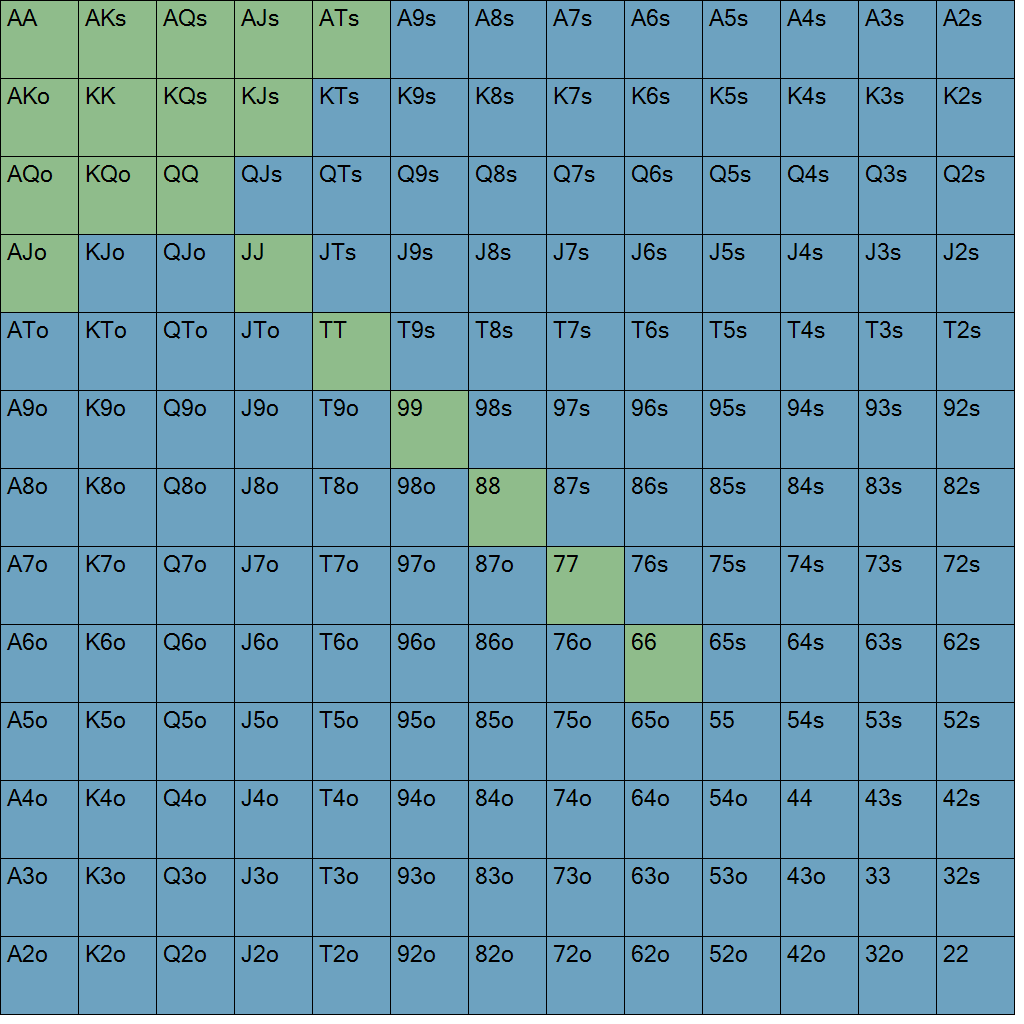 AA AKs AQs AJs ATs A9s A8s A7s A6s A5s A4s A3s A2s
AKo KK KQs KJs KTs K9s K8s K7s K6s K5s K4s K3s K2s
AQo KQo QQ QJs QTs Q9s Q8s Q7s Q6s Q5s Q4s Q3s Q2s
AJo KJo QJo JJ JTs J9s J8s J7s J6s J5s J4s J3s J2s
ATo KTo QTo JTo TT T9s T8s T7s T6s T5s T4s T3s T2s
A9o K9o Q9o J9o T9o 99 98s 97s 96s 95s 94s 93s 92s
A8o K8o Q8o J8o T8o 98o 88 87s 86s 85s 84s 83s 82s
A7o K7o Q7o J7o T7o 97o 87o 77 76s 75s 74s 73s 72s
A6o K6o Q6o J6o T6o 96o 86o 76o 66 65s 64s 63s 62s
A5o K5o Q5o J5o T5o 95o 85o 75o 65o 55 54s 53s 52s
A4o K4o Q4o J4o T4o 94o 84o 74o 64o 54o 44 43s 42s
A3o K3o Q3o J3o T3o 93o 83o 73o 63o 53o 43o 33 32s
A2o K2o Q2o J2o T2o 92o 82o 72o 62o 52o 42o 32o 22